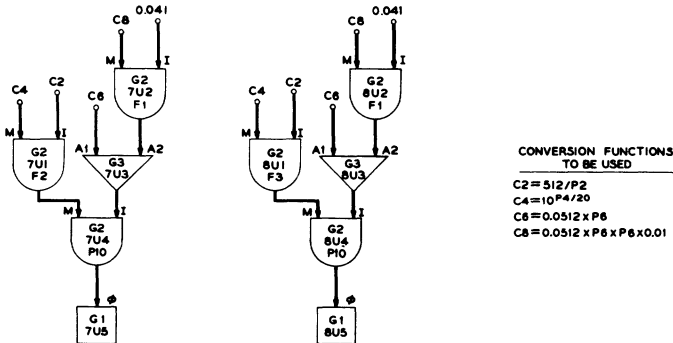 C8 0.041
M I
G2
7U2
F1
C4 C2 C6
M I
G2
7U1
F2
A1 A2
G3
7U3
M I
G2
7U4
P10
ø
G1
7U5
C8 0.041
M I
G2
8U2
F1
C4 C2 C6
M I
G2
8U1
F3
A1 A2
G3
8U3
M I
G2
8U4
P10
ø
G1
8U5
CONVERSION FUNCTIONS
TO BE USED
C2=512/P2
C4=10^P4/20
C6=0.0512 x P6
C8=0.0512 x P6 x P6 x 0.01